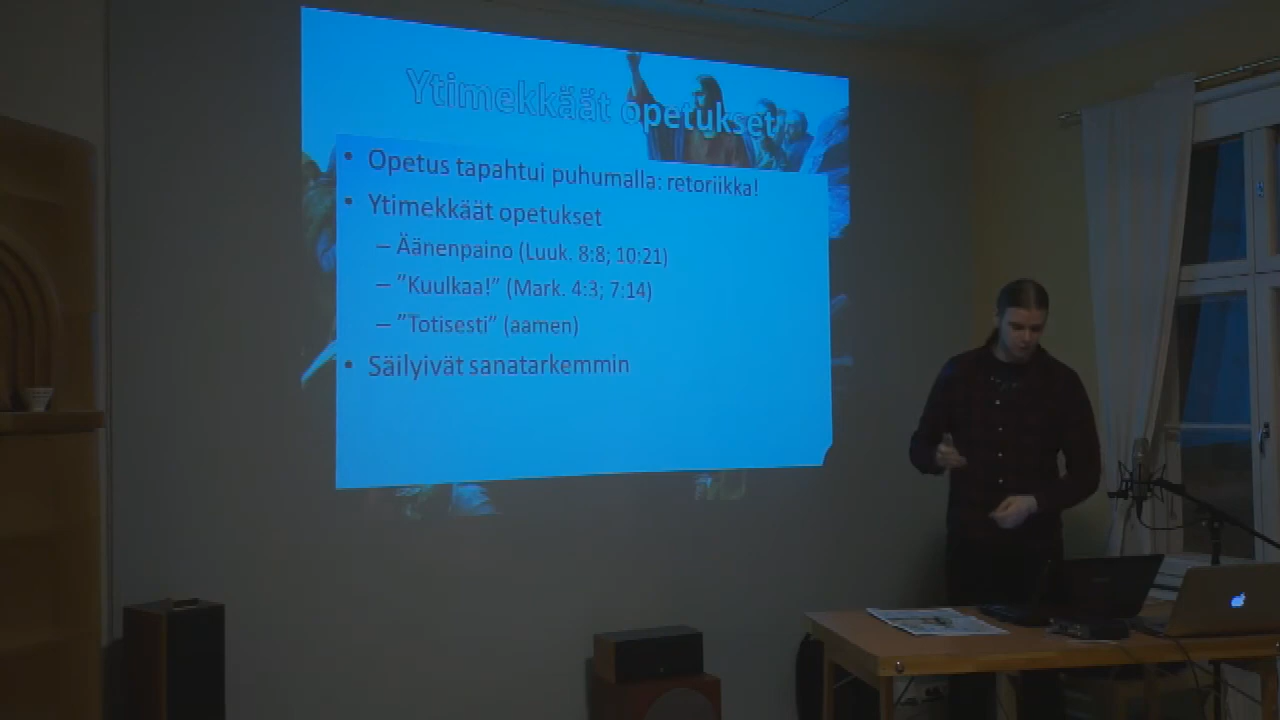 Ytimekkäät opetukset
• Opetus tapahtui puhumalla: retoriikka!
• Ytimekkäät opetukset
– Äänenpaino (Luuk. 8:8; 10:21)
– ”Kuulkaa!” (Mark. 4:3; 7:14)
– ”Totisesti” (aamen)
• Säilyivät sanatarkemmin